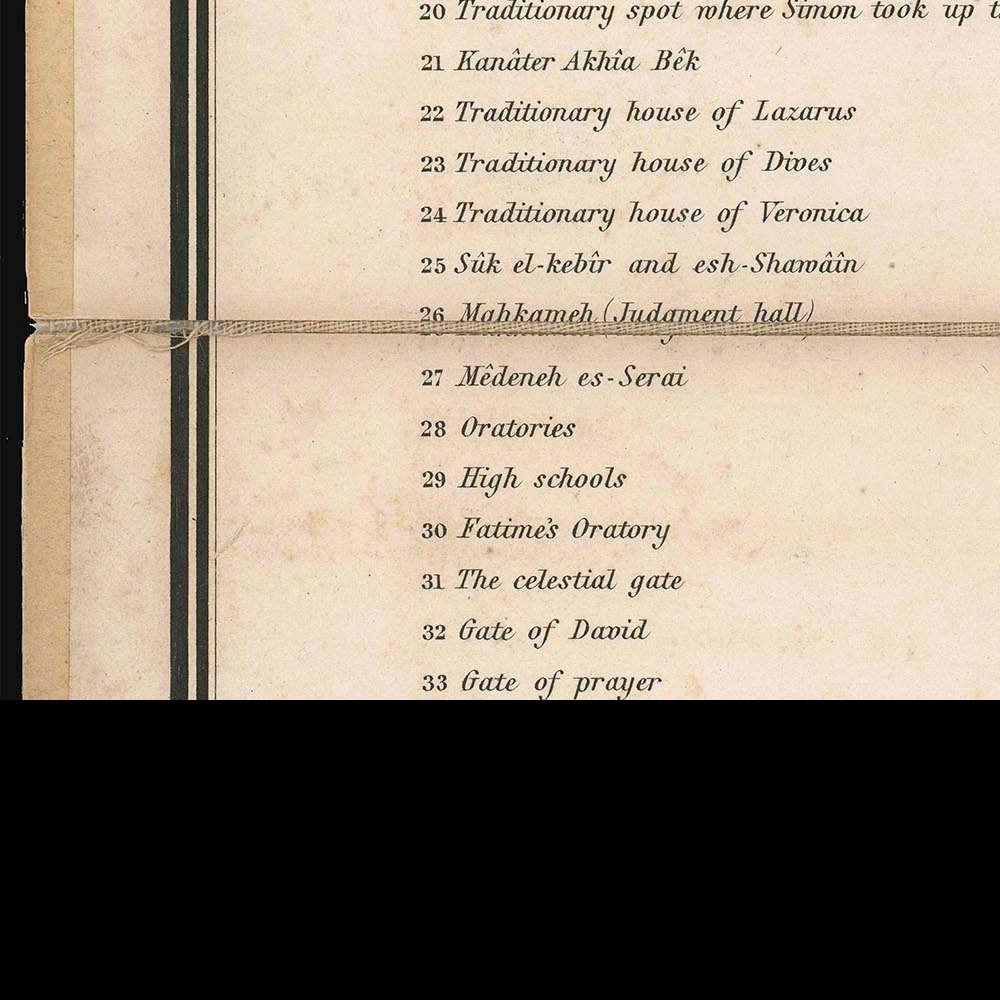 20 Traditionary spot where Simon took up
21 Kanâter Akhîa Bêk
22 Traditionary house of Lazarus
23 Traditionary house of Dives
24 Traditionary house of Veronica
25 Sûk el-kebîr and esh-Shawâîn
26 Mahkameh (Judgment hall)
27 Mêdeneh es-Serai
28 Oratories
29 High schools
30 Fatime's Oratory
31 The celestial gate
32 Gate of David
33 Gate of prayer